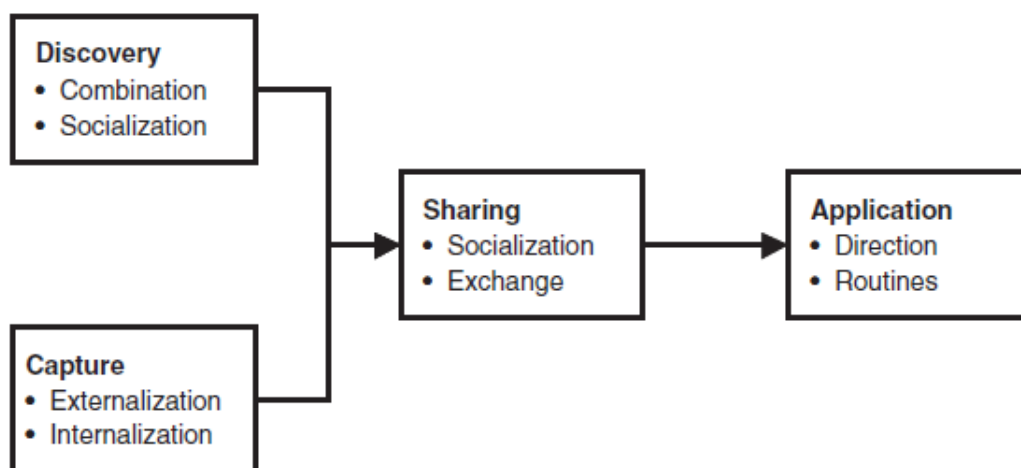 Discovery
• Combination
• Socialization
Sharing
• Socialization
• Exchange
Application
• Direction
• Routines
Capture
• Externalization
• Internalization